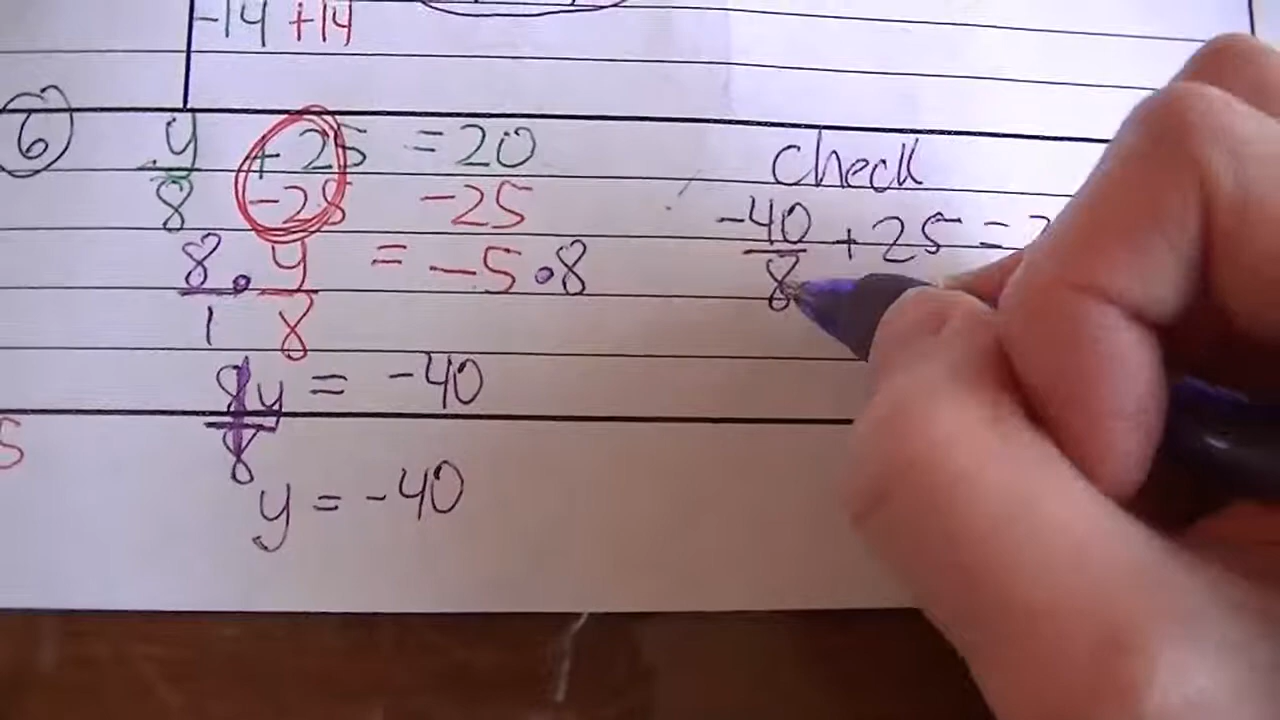 -14 +14
6 y/8 + 25 = 20
-25 -25
8/1 • y/8 = -5 • 8
8y/8 = -40
y = -40
5
Check
-40/8 + 25 =